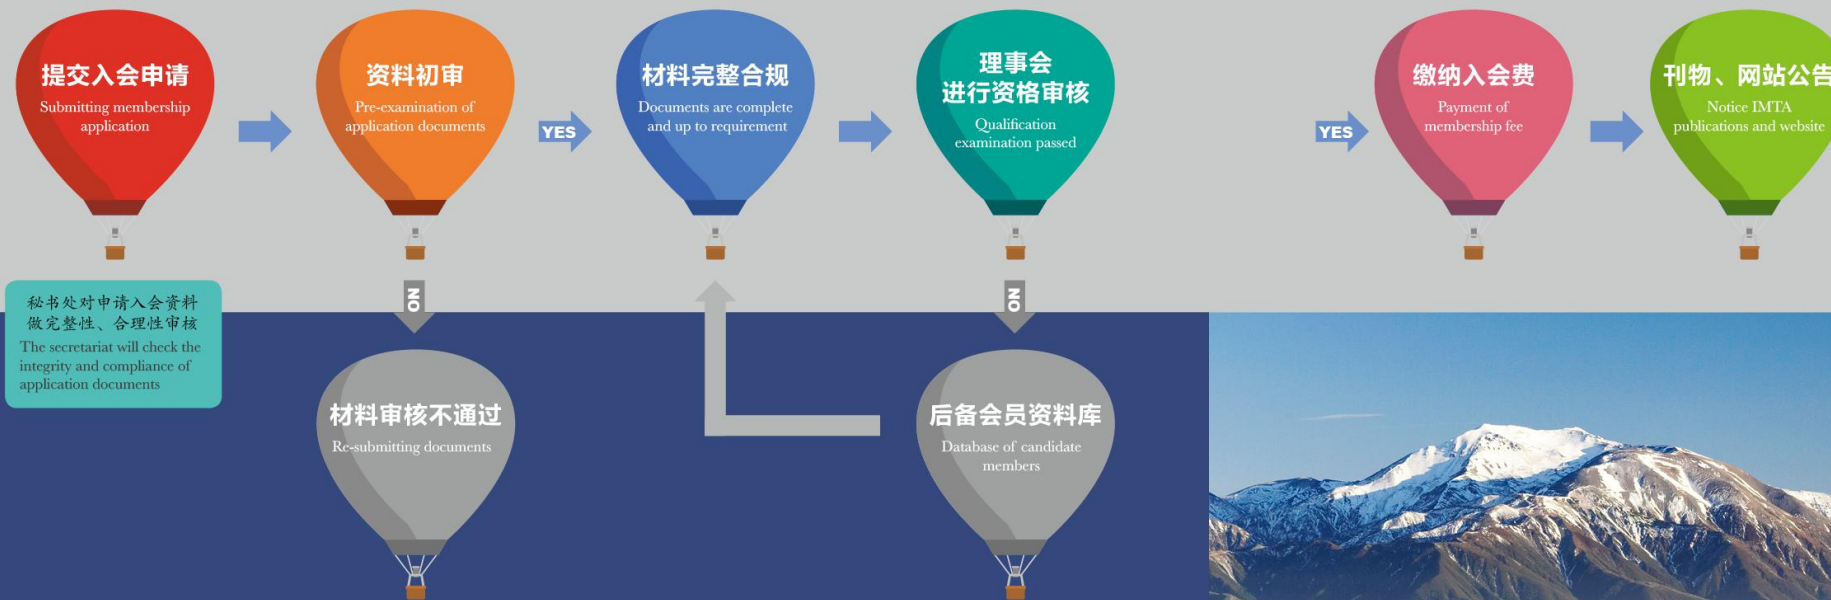 提交入会申请
Submitting membership
application
资料初审
Pre-examination of
application documents
YES
材料完整合规
Documents are complete
and up to requirement
理事会
进行资格审核
Qualification
examination passed
YES
缴纳入会费
Payment of
membership fee
刊物、网站公告
Notice IMTA
publications and website
秘书处对申请入会资料
做完整性、合理性审核
The secretariat will check the
integrity and compliance of
application documents
NO
NO
材料审核不通过
Re-submitting documents
后备会员资料库
Database of candidate
members